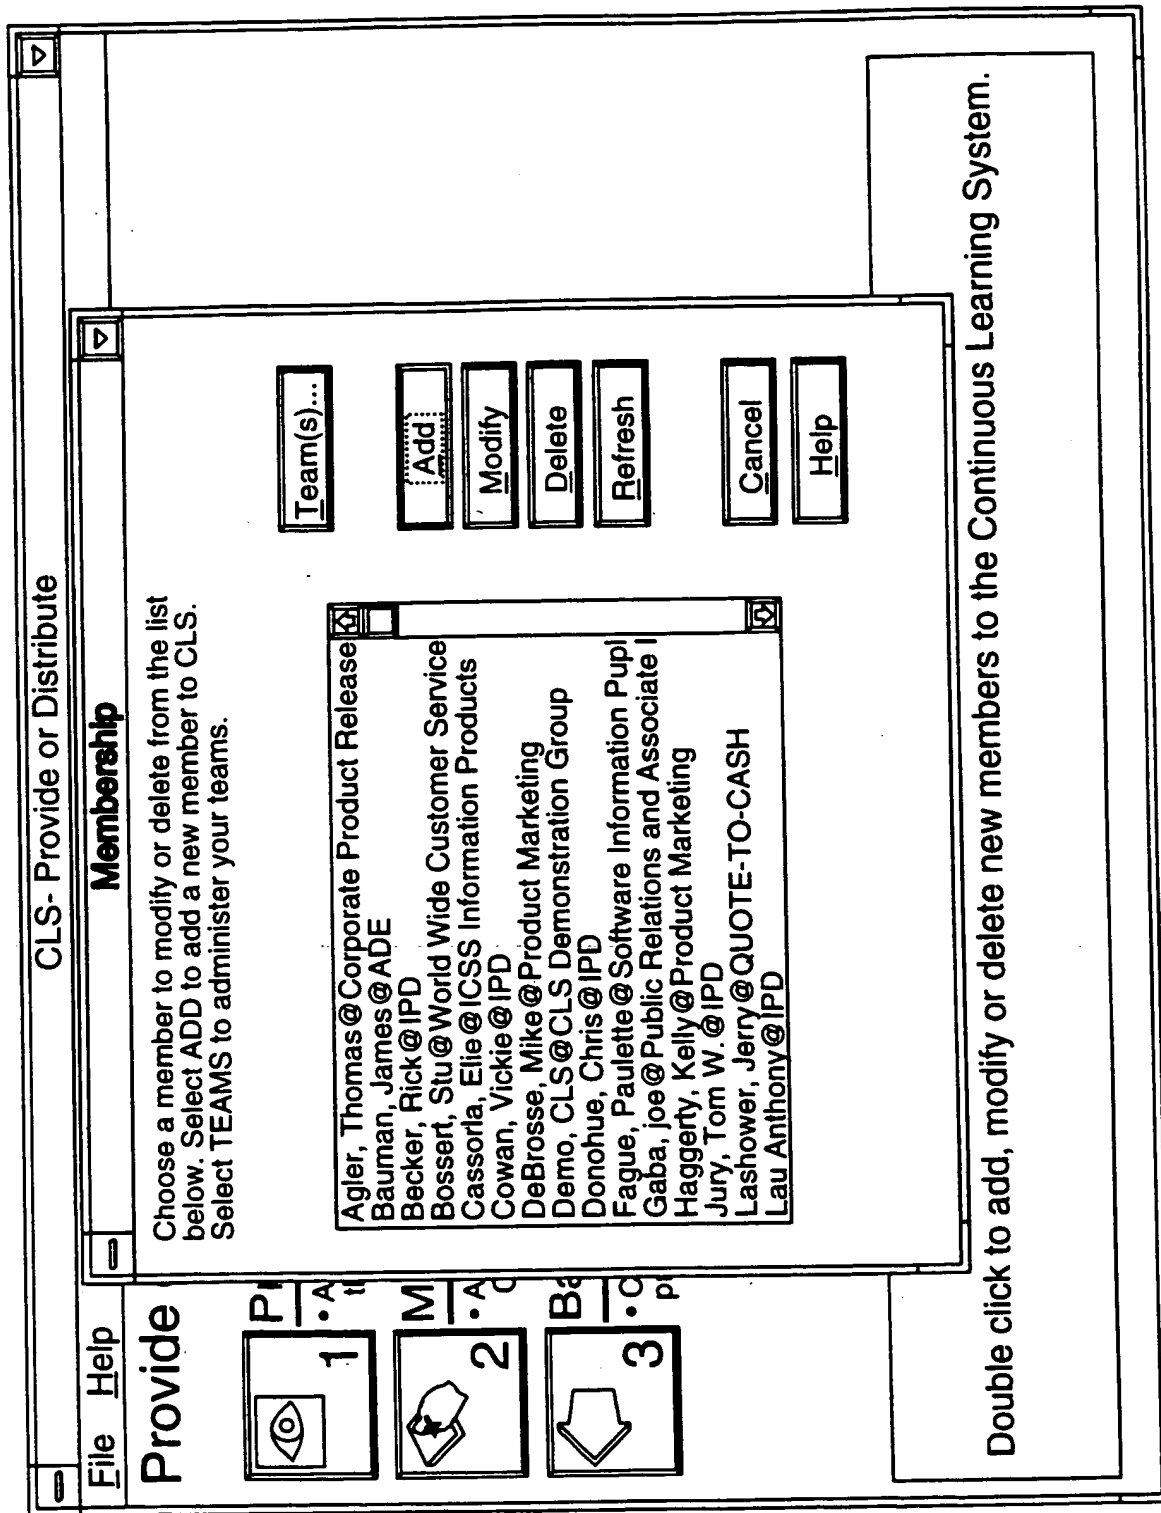 CLS- Provide or Distribute
File Help
Provide
1
2
3
Membership
Choose a member to modify or delete from the list
below. Select ADD to add a new member to CLS.
Select TEAMS to administer your teams.
Agler, Thomas@Corporate Product Release
Bauman, James@ADE
Becker, Rick@IPD
Bossert, Stu@World Wide Customer Service
Cassorla, Elie@ICSS Information Products
Cowan, Vickie@IPD
DeBrosse, Mike@Product Marketing
Demo, CLS@CLS Demonstration Group
Donohue, Chris@IPD
Fague, Paulette@Software Information Pupl
Gaba, joe@Public Relations and Associate I
Haggerty, Kelly@Product Marketing
Jury, Tom W.@IPD
Lashower, Jerry@QUOTE-TO-CASH
Lau Anthony@IPD
Team(s)...
Add
Modify
Delete
Refresh
Cancel
Help
Double click to add, modify or delete new members to the Continuous Learning System.